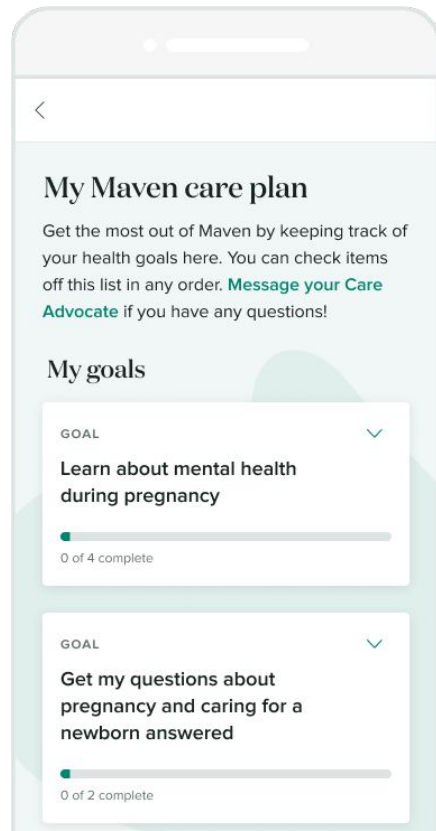 My Maven care plan
Get the most out of Maven by keeping track of
your health goals here. You can check items
off this list in any order. Message your Care
Advocate if you have any questions!
My goals
GOAL
Learn about mental health
during pregnancy
0 of 4 complete
GOAL
Get my questions about
pregnancy and caring for a
newborn answered
0 of 2 complete